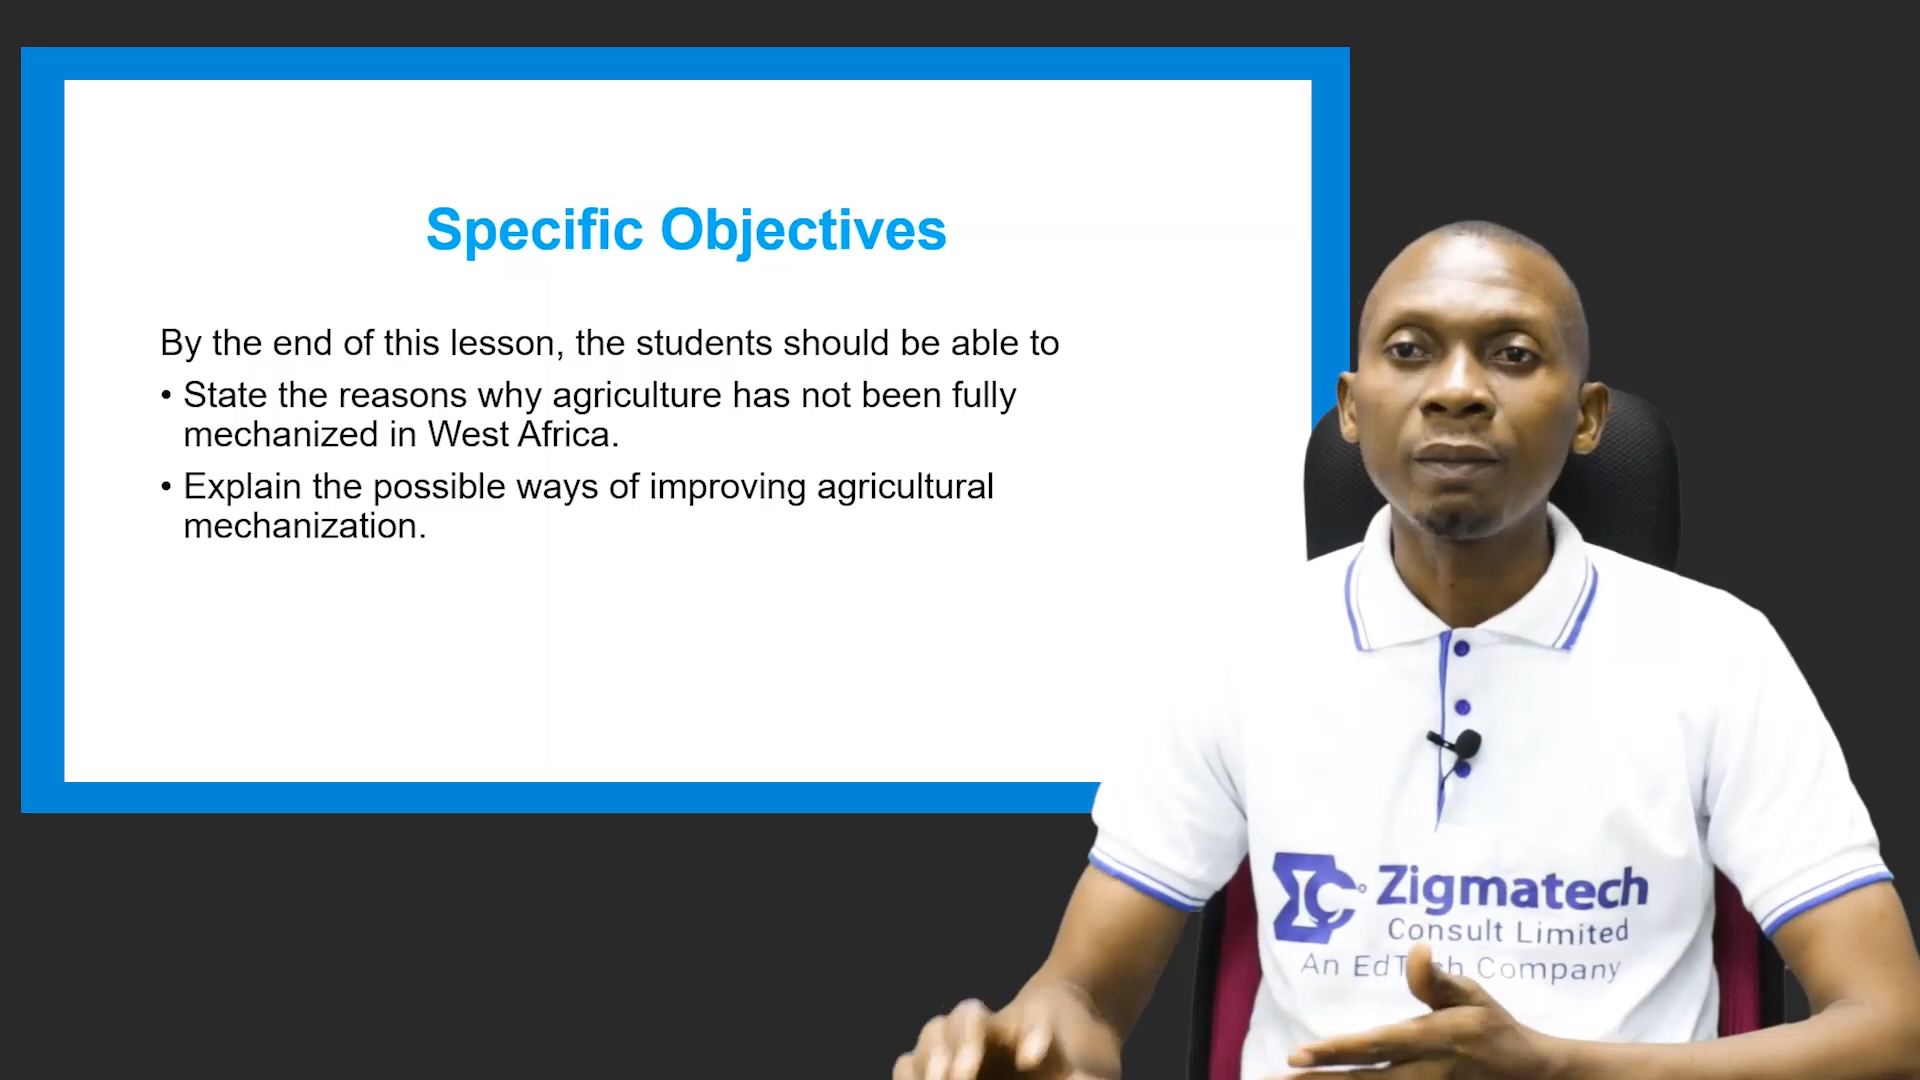 Specific Objectives
By the end of this lesson, the students should be able to
• State the reasons why agriculture has not been fully
mechanized in West Africa.
• Explain the possible ways of improving agricultural
mechanization.
Zigmatech
Consult Limited
An Company